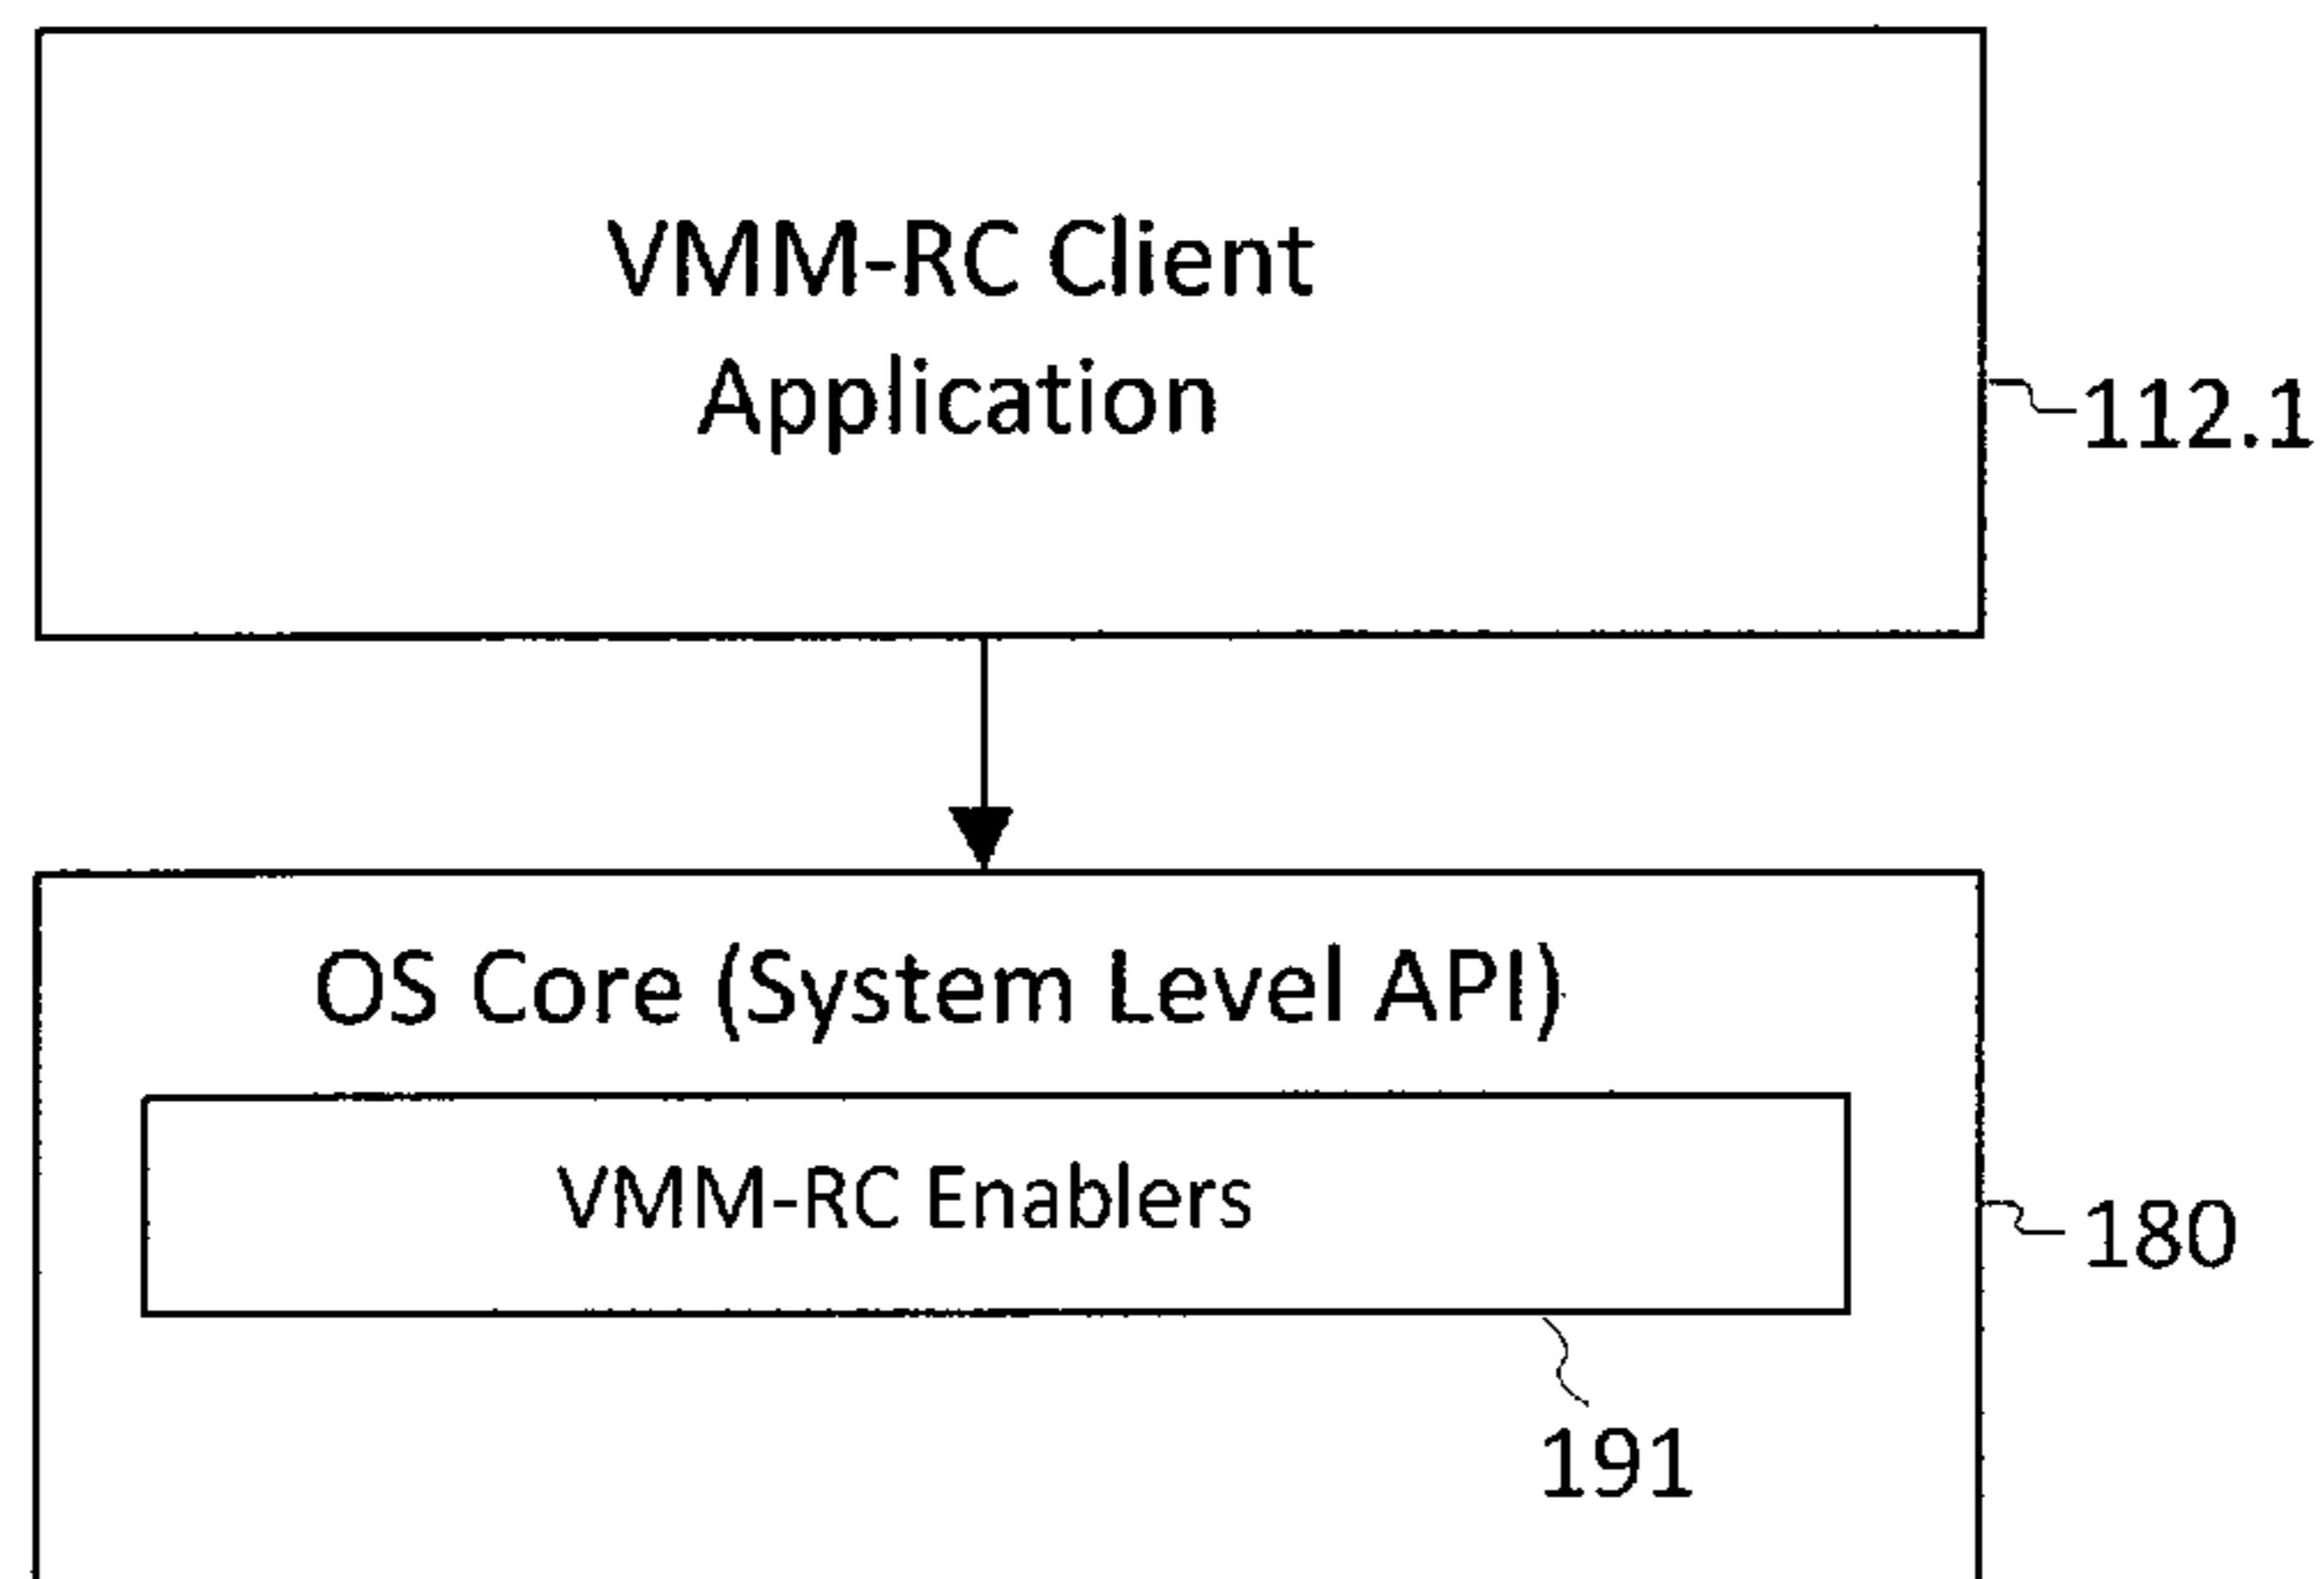 VMM-RC Client
Application
112.1
OS Core (System Level API)
VMM-RC Enablers
180
191